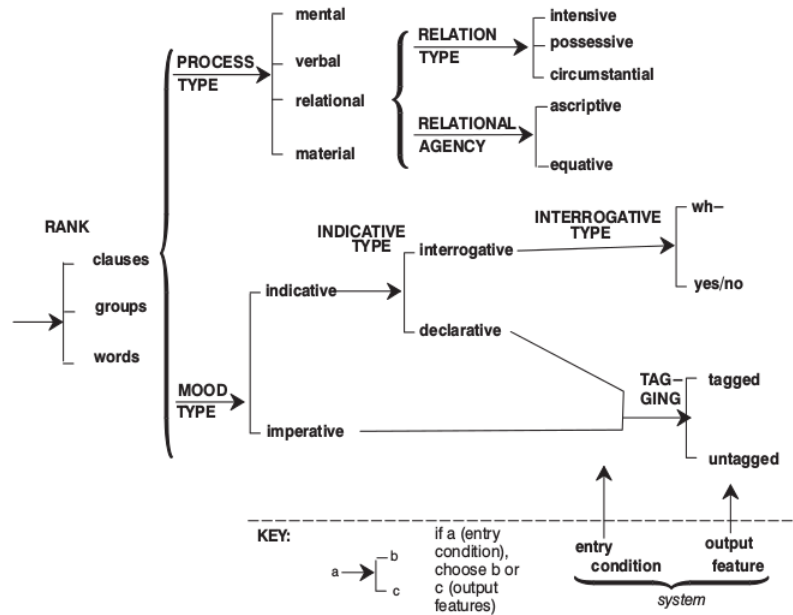 mental
verbal
relational
material
PROCESS
TYPE
RELATION
TYPE
intensive
possessive
circumstantial
RELATIONAL
AGENCY
ascriptive
equative
RANK
clauses
groups
words
MOOD
TYPE
indicative
imperative
INDICATIVE
TYPE
interrogative
declarative
INTERROGATIVE
TYPE
wh–
yes/no
TAG–
GING
tagged
untagged
KEY:
a
b
c
if a (entry
condition),
choose b or
c (output
features)
entry
condition
output
feature
system